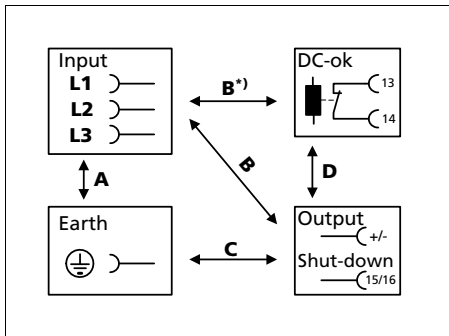 Input
L1
L2
L3
B*)
DC-ok
13
14
A
B
D
Earth
C
Output
+/-
Shut-down
15/16